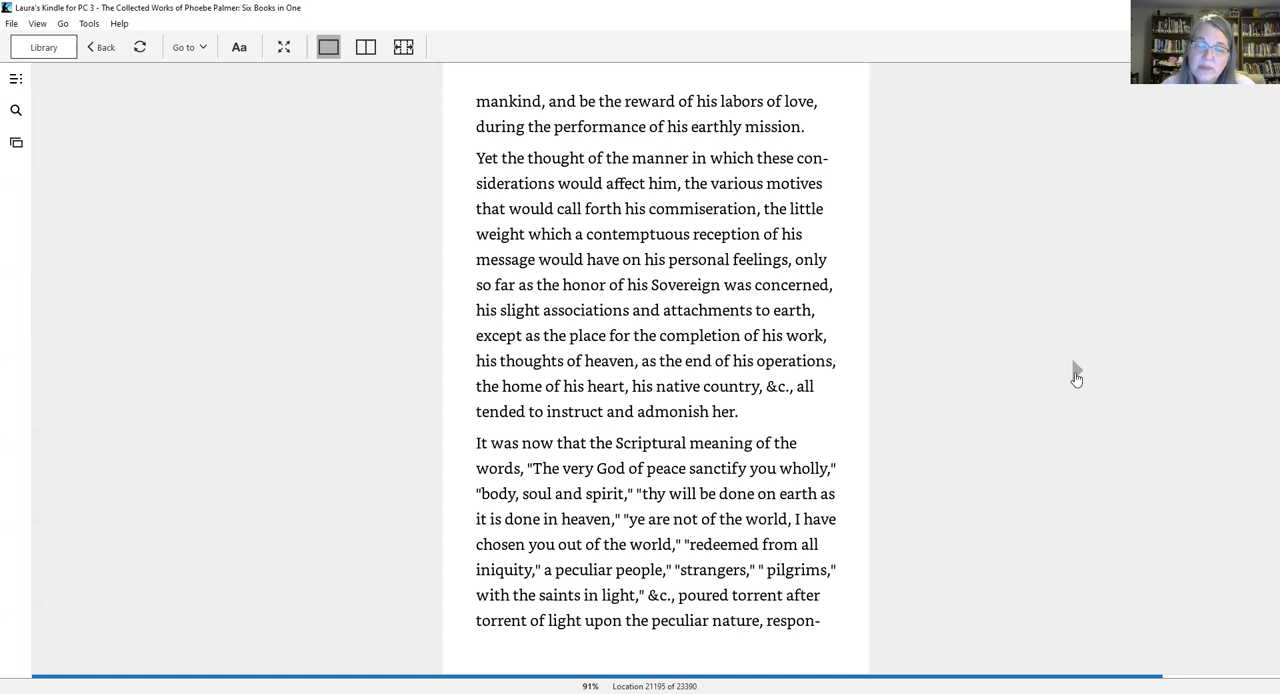 Laura's Kindle for PC 3 - The Collected Works of Phoebe Palmer: Six Books in One
File View Go Tools Help
Library Back Go to Aa
mankind, and be the reward of his labors of love,
during the performance of his earthly mission.
Yet the thought of the manner in which these con-
siderations would affect him, the various motives
that would call forth his commiseration, the little
weight which a contemptuous reception of his
message would have on his personal feelings, only
so far as the honor of his Sovereign was concerned,
his slight associations and attachments to earth,
except as the place for the completion of his work,
his thoughts of heaven, as the end of his operations,
the home of his heart, his native country, &c., all
tended to instruct and admonish her.
It was now that the Scriptural meaning of the
words, "The very God of peace sanctify you wholly,"
"body, soul and spirit," "thy will be done on earth as
it is done in heaven," "ye are not of the world, I have
chosen you out of the world," "redeemed from all
iniquity," a peculiar people," "strangers," " pilgrims,"
with the saints in light," &c., poured torrent after
torrent of light upon the peculiar nature, respon-
91% Location 21195 of 23390